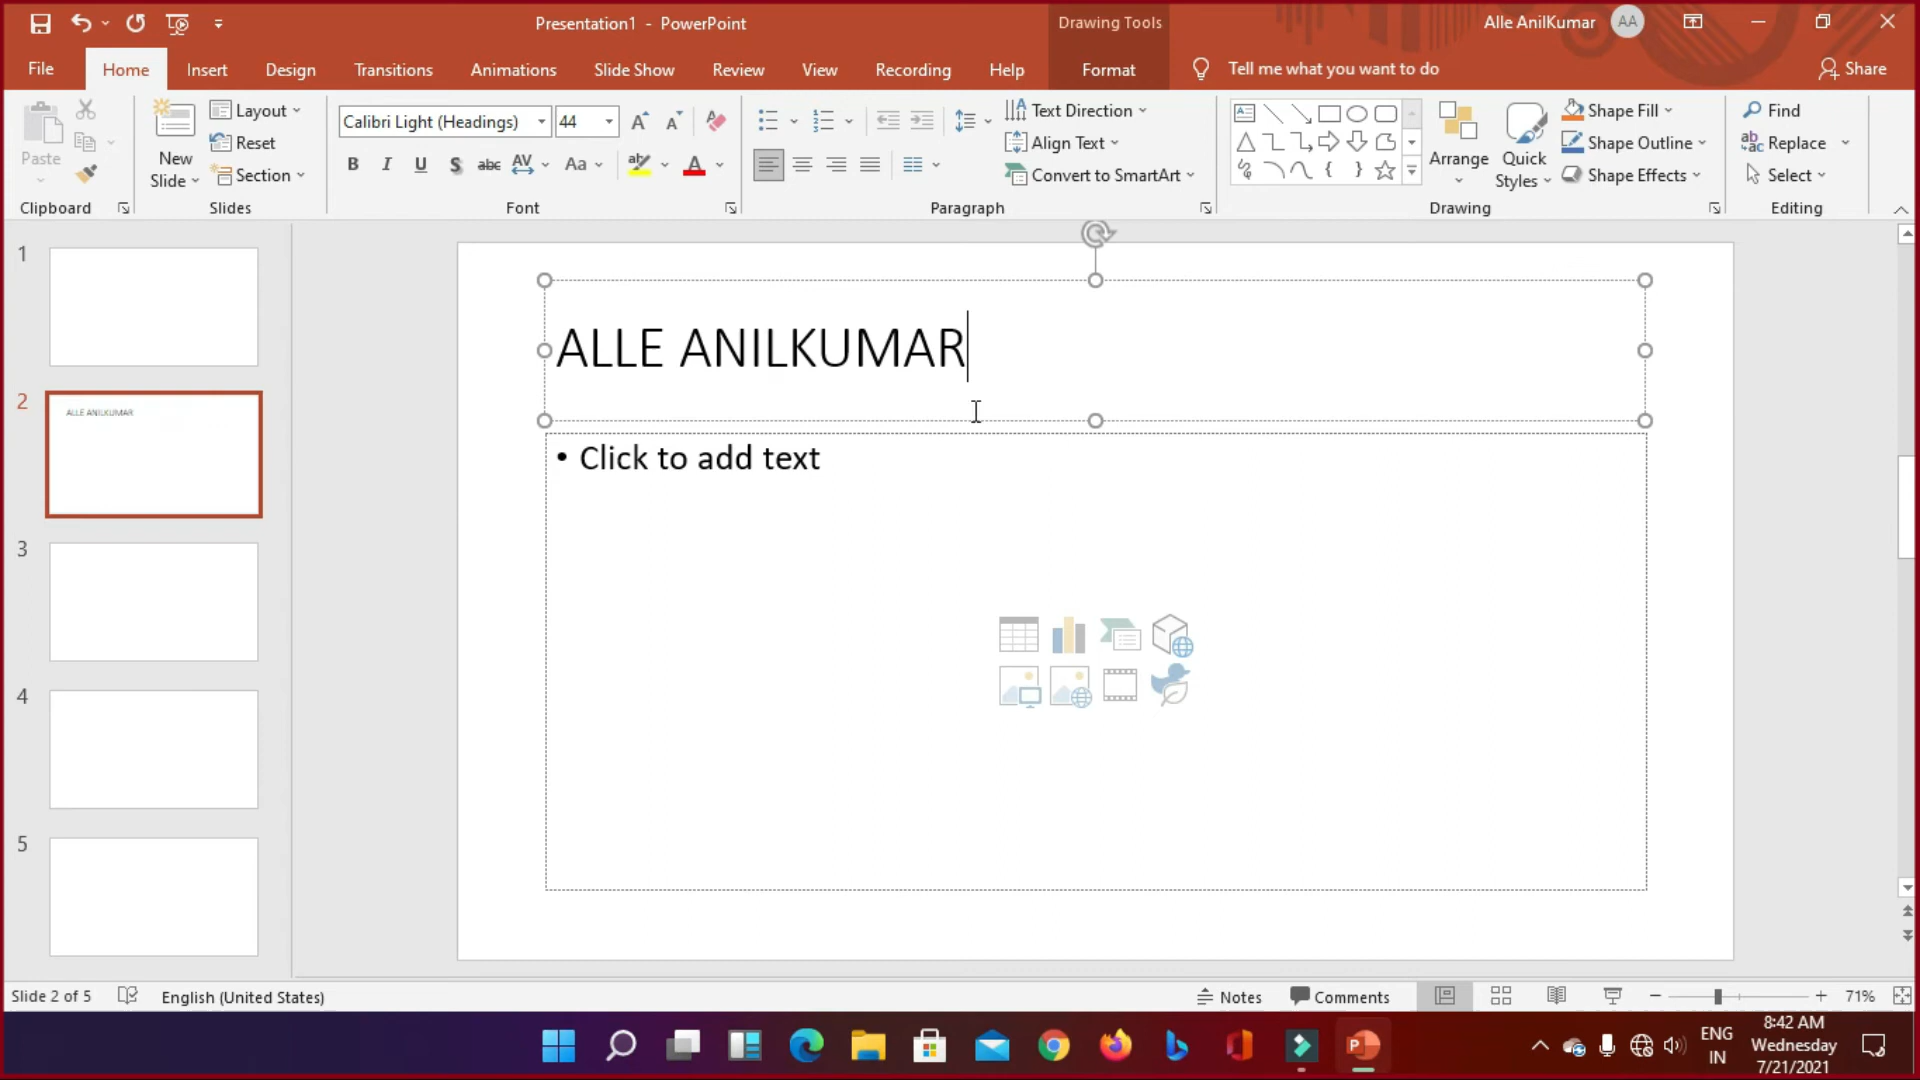 Presentation1 - PowerPoint
Drawing Tools
Alle AnilKumar
AA
File
Home
Insert
Design
Transitions
Animations
Slide Show
Review
View
Recording
Help
Format
Tell me what you want to do
Share
Paste
Clipboard
New
Slide
Layout
Reset
Section
Slides
Calibri Light (Headings)
44
B I U S abc AV Aa A
Font
Text Direction
Align Text
Convert to SmartArt
Paragraph
Arrange
Quick
Styles
Shape Fill
Shape Outline
Shape Effects
Drawing
Find
Replace
Select
Editing
1
2
ALLE ANILKUMAR
3
4
5
ALLE ANILKUMAR
• Click to add text
Slide 2 of 5
English (United States)
Notes
Comments
71%
ENG
IN
8:42 AM
Wednesday
7/21/2021